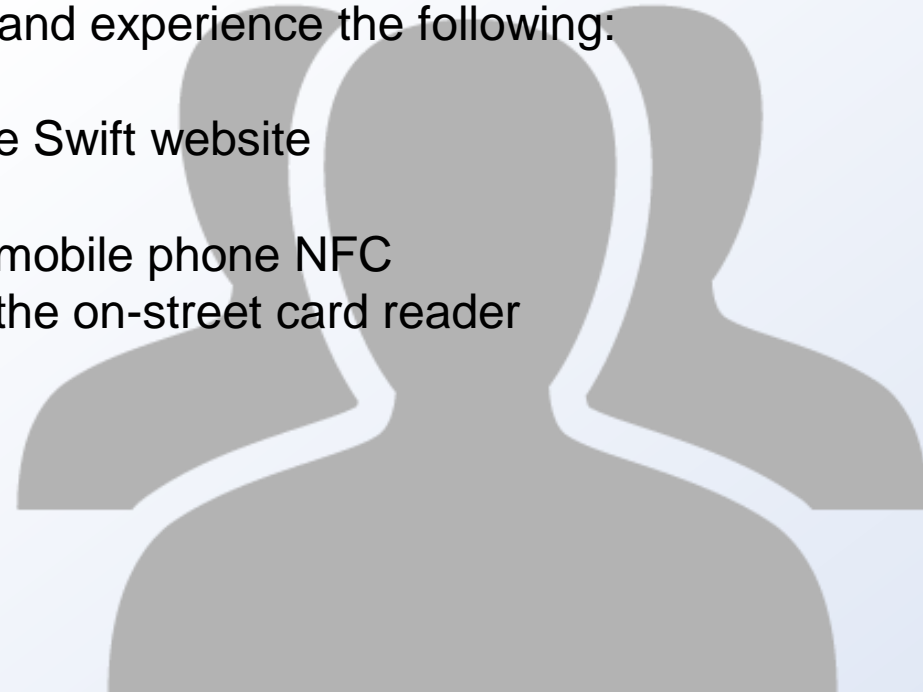 and experience the following:
e Swift website
mobile phone NFC
the on-street card reader